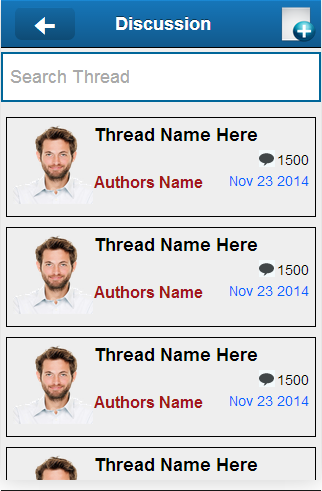 Discussion
Search Thread
Thread Name Here
1500
Authors Name
Nov 23 2014
Thread Name Here
1500
Authors Name
Nov 23 2014
Thread Name Here
1500
Authors Name
Nov 23 2014
Thread Name Here